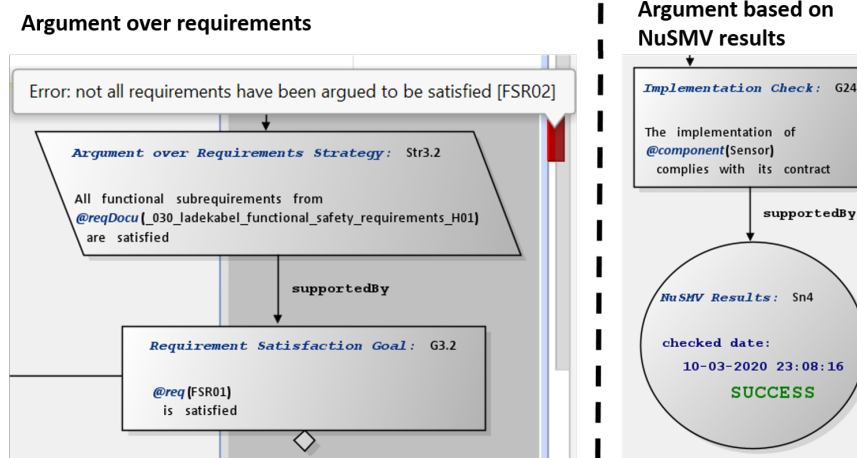 Argument over requirements
Error: not all requirements have been argued to be satisfied [FSR02]
Argument over Requirements Strategy: Str3.2
All functional subrequirements from
@reqDocu(_030_ladekabel_functional_safety_requirements_H01)
are satisfied
supportedBy
Requirement Satisfaction Goal: G3.2
@req(FSR01)
is satisfied
Argument based on
NuSMV results
Implementation Check: G24
The implementation of
@component(Sensor)
complies with its contract
supportedBy
NuSMV Results: Sn4
checked date:
10-03-2020 23:08:16
SUCCESS